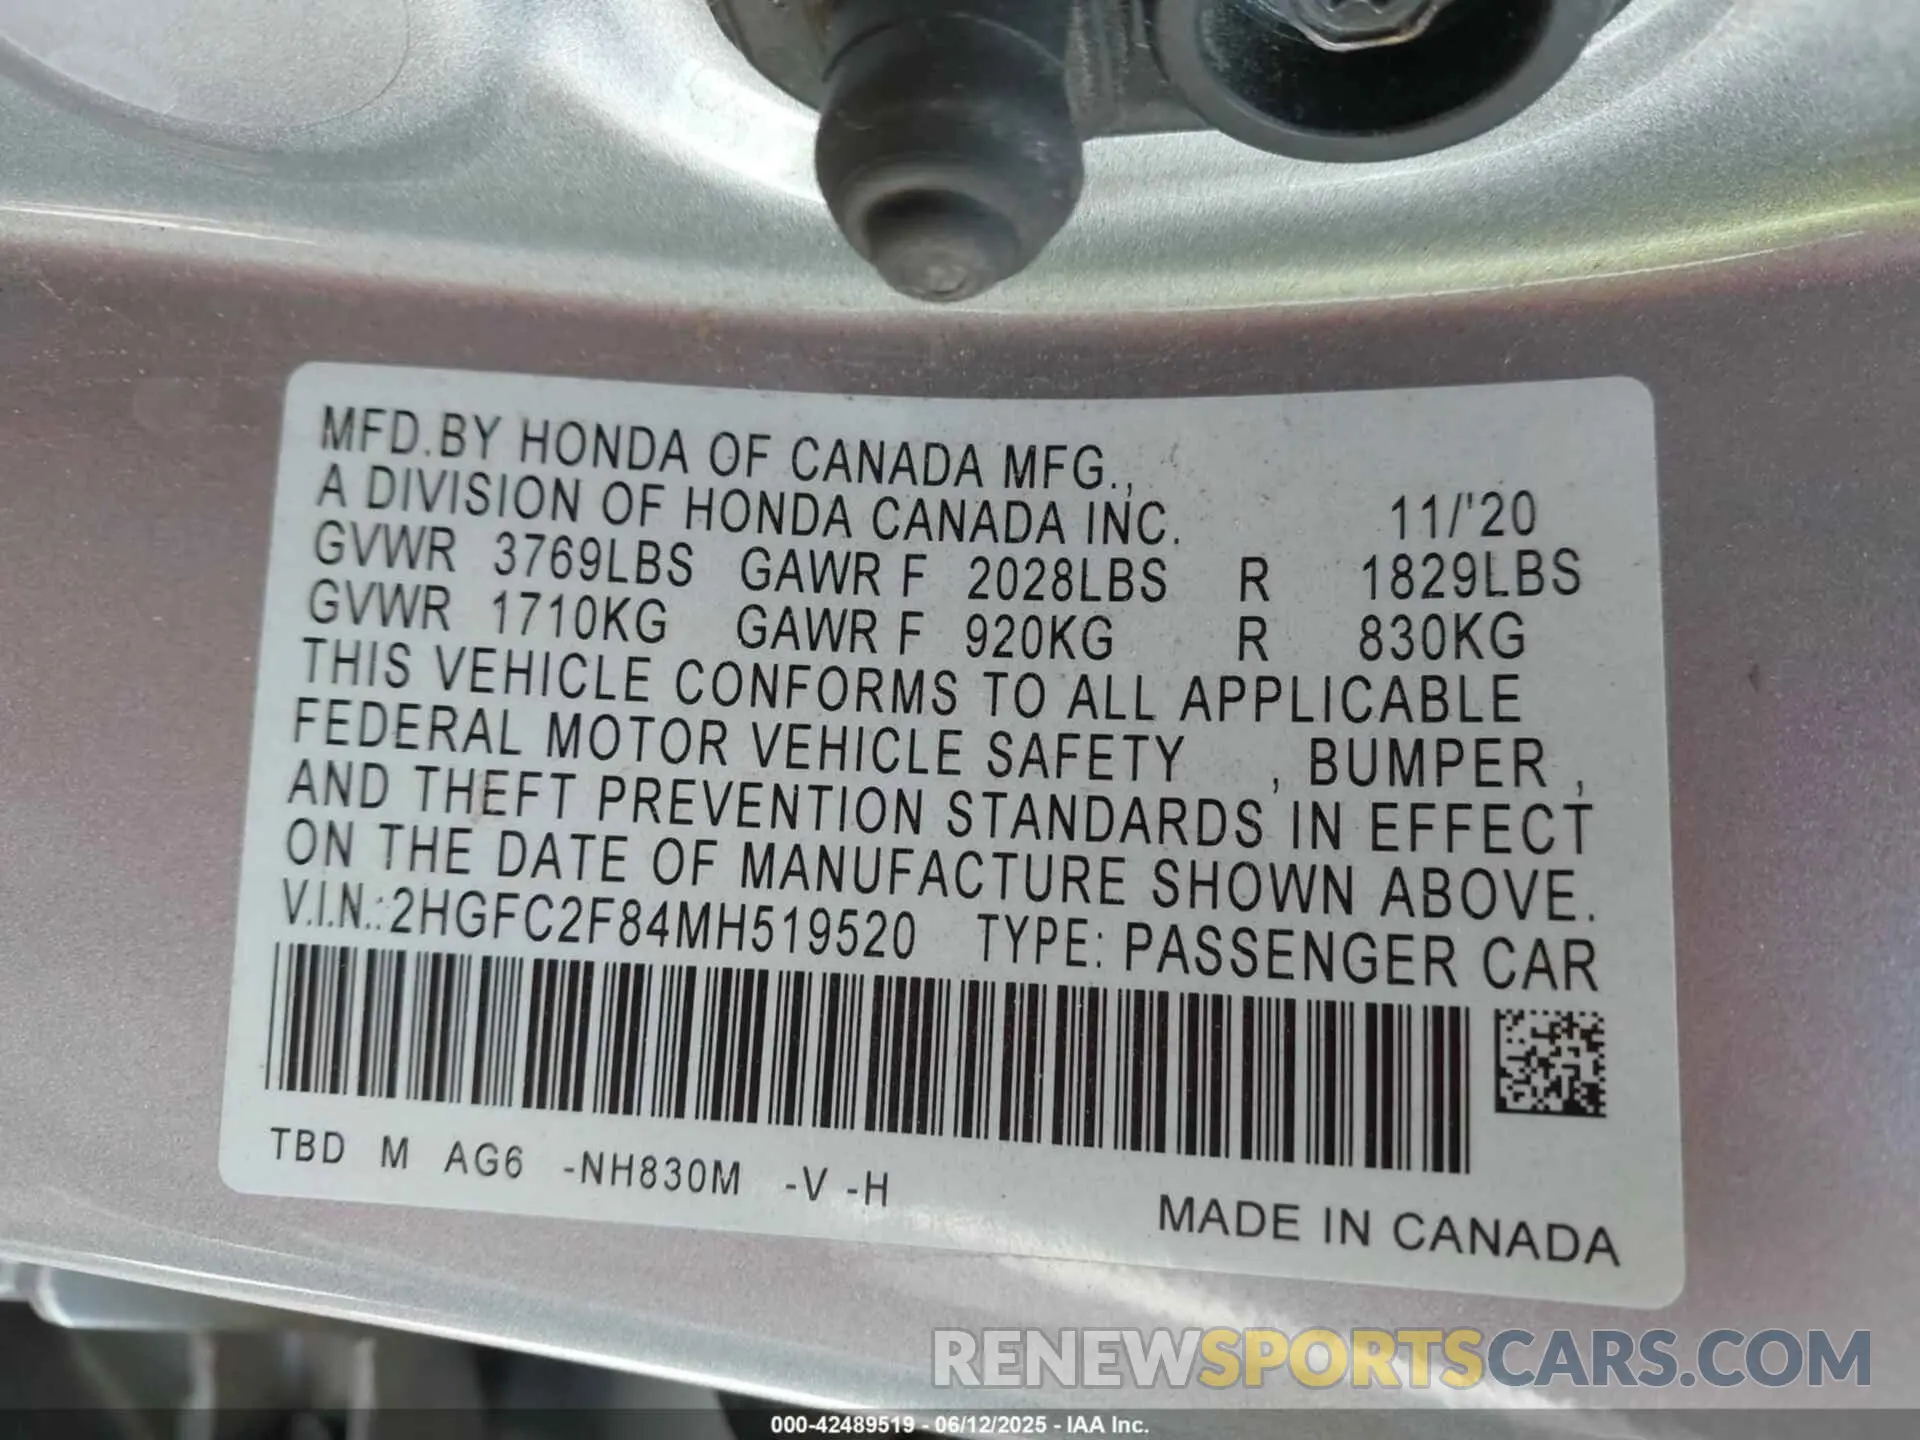 MFD.BY HONDA OF CANADA MFG.,
A DIVISION OF HONDA CANADA INC. 11/'20
GVWR 3769LBS GAWR F 2028LBS R 1829LBS
GVWR 1710KG GAWR F 920KG R 830KG
THIS VEHICLE CONFORMS TO ALL APPLICABLE
FEDERAL MOTOR VEHICLE SAFETY , BUMPER ,
AND THEFT PREVENTION STANDARDS IN EFFECT
ON THE DATE OF MANUFACTURE SHOWN ABOVE.
V.I.N.:2HGFC2F84MH519520 TYPE: PASSENGER CAR
TBD M AG6 -NH830M -V -H
MADE IN CANADA
RENEWSPORTSCARS.COM
000-42489519 - 06/12/2025 - IAA Inc.